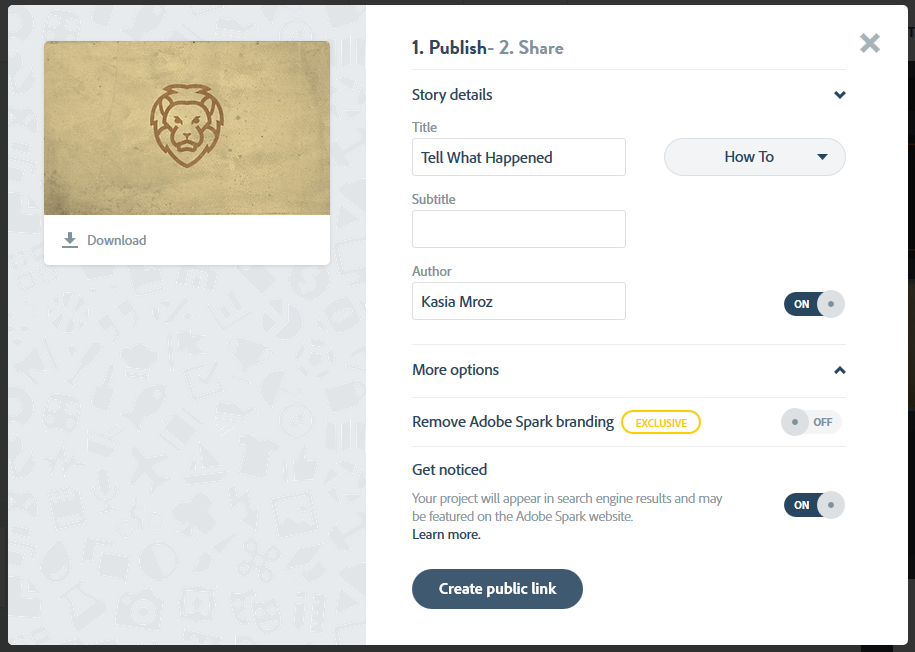 1. Publish- 2. Share
Story details
Title
Tell What Happened
How To
Subtitle
Author
Kasia Mroz
ON
More options
Remove Adobe Spark branding EXCLUSIVE
OFF
Get noticed
Your project will appear in search engine results and may
be featured on the Adobe Spark website.
Learn more.
ON
Create public link
Download